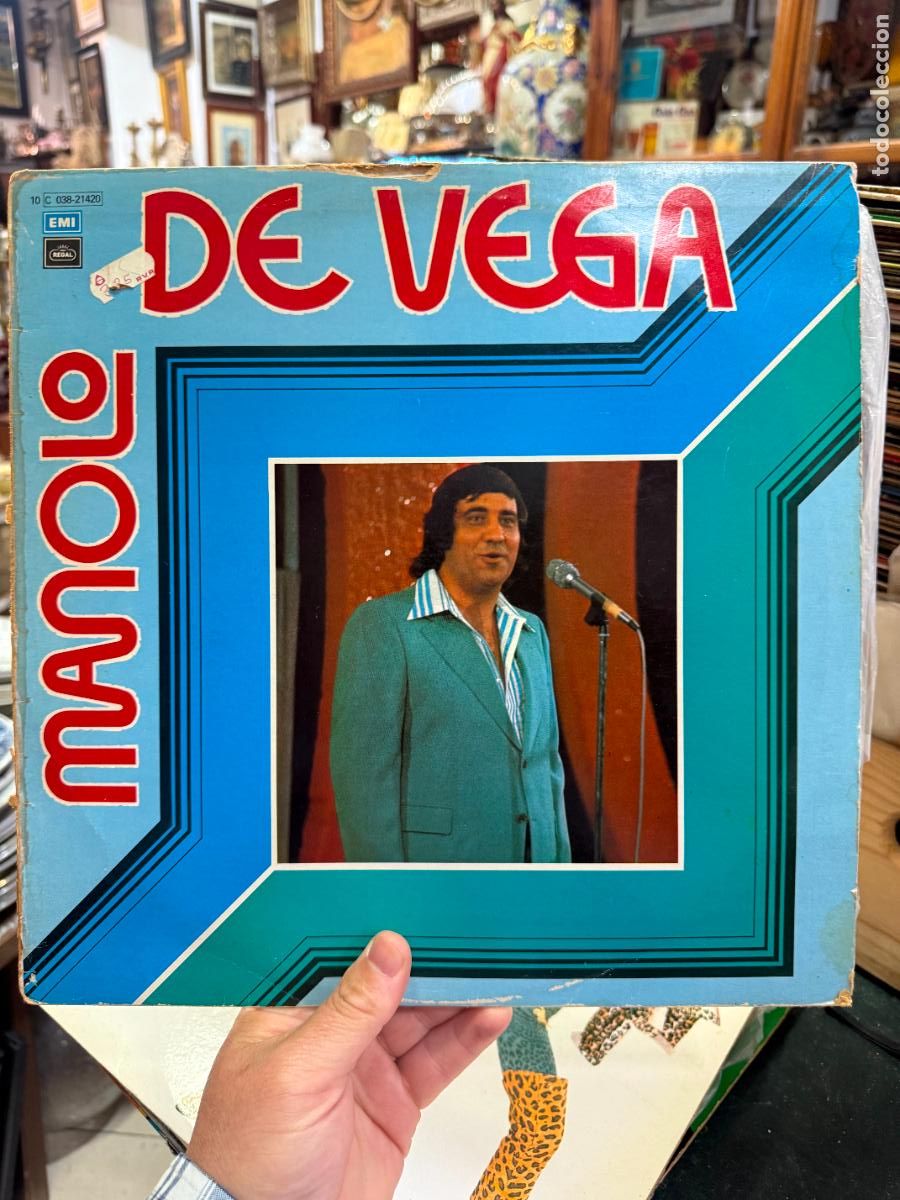 10 C 038-21420
EMI
REGAL
DE VEGA
MANOLO
todocoleccion